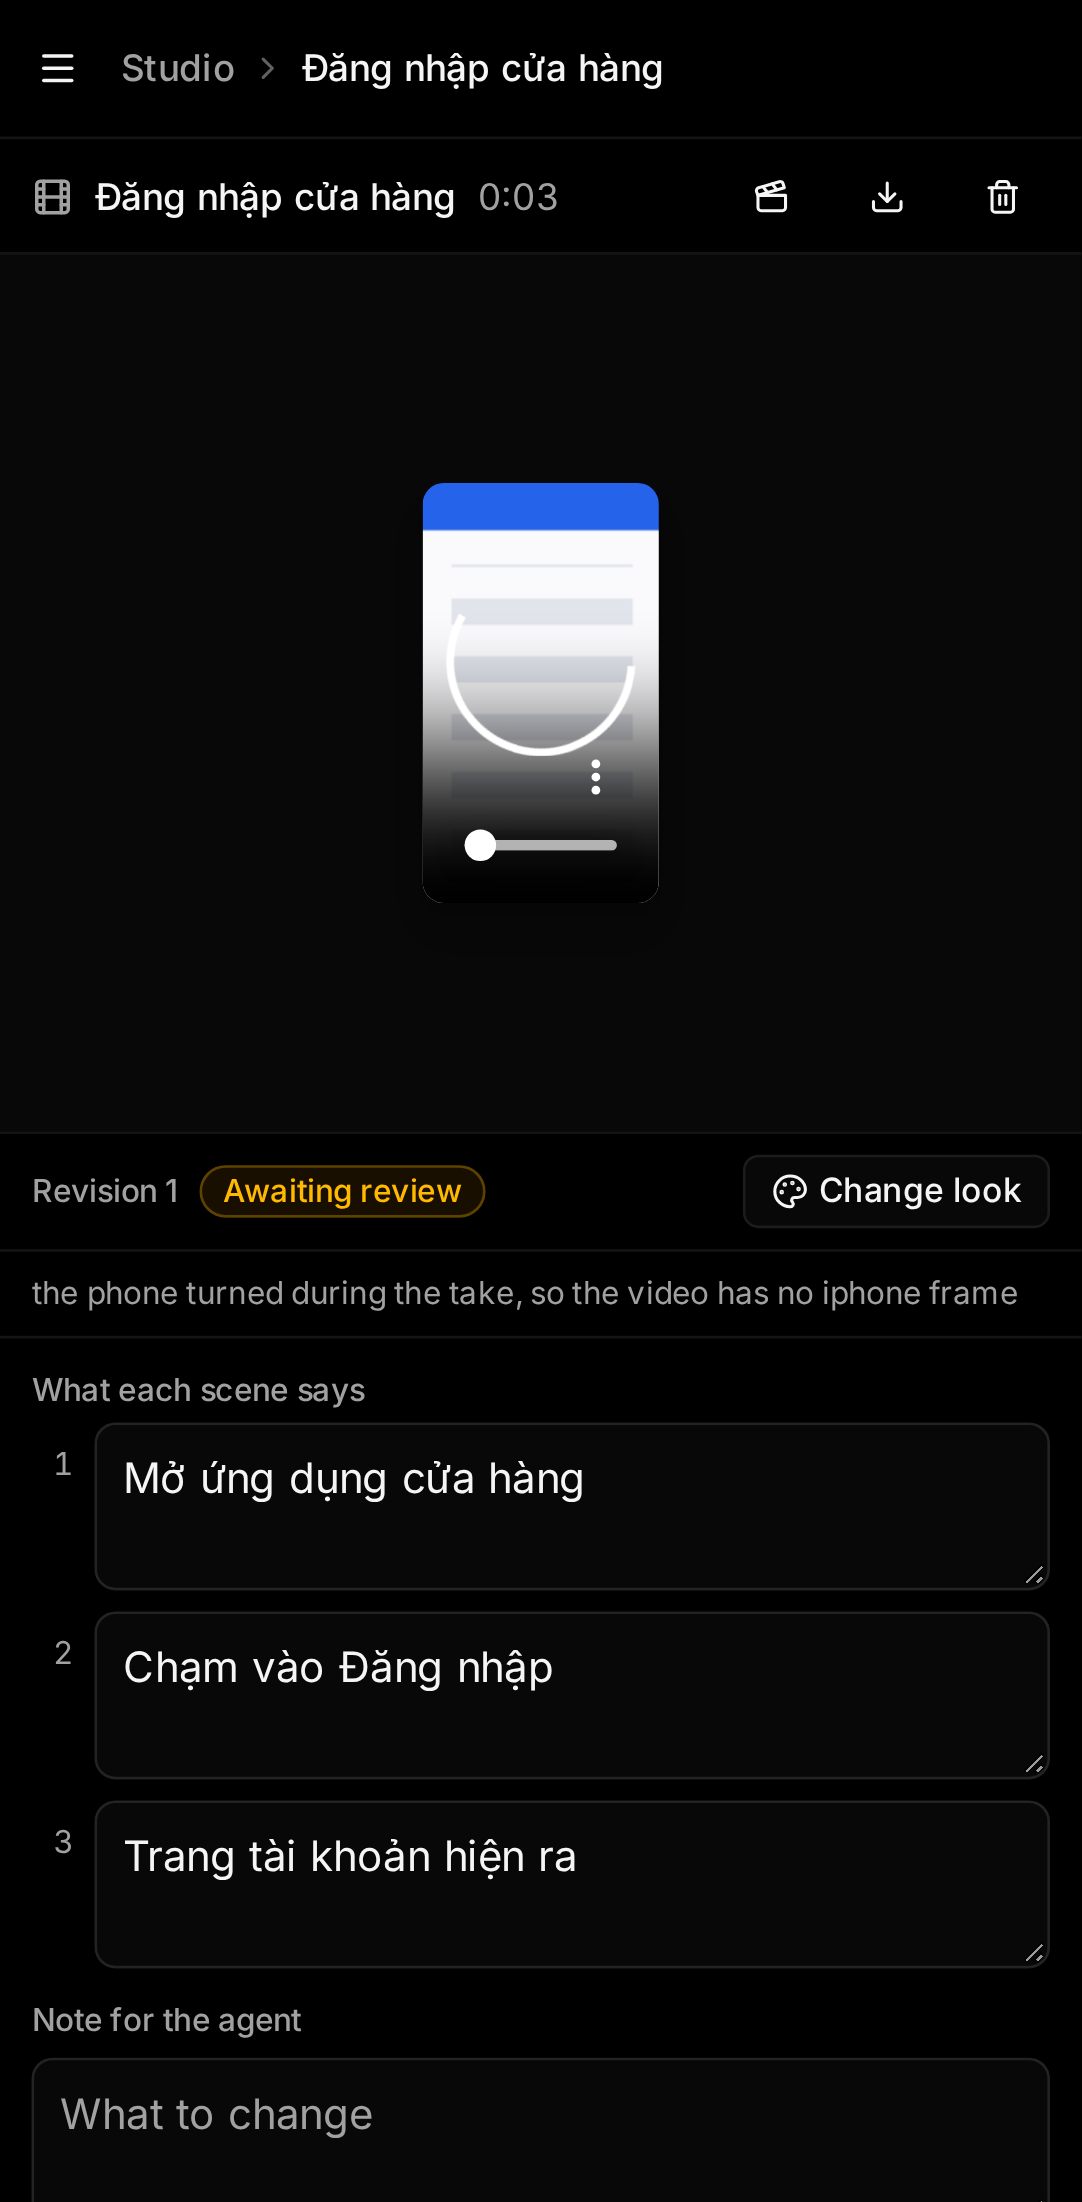 Studio > Đăng nhập cửa hàng
Đăng nhập cửa hàng 0:03
Revision 1 Awaiting review Change look
the phone turned during the take, so the video has no iphone frame
What each scene says
1 Mở ứng dụng cửa hàng
2 Chạm vào Đăng nhập
3 Trang tài khoản hiện ra
Note for the agent
What to change